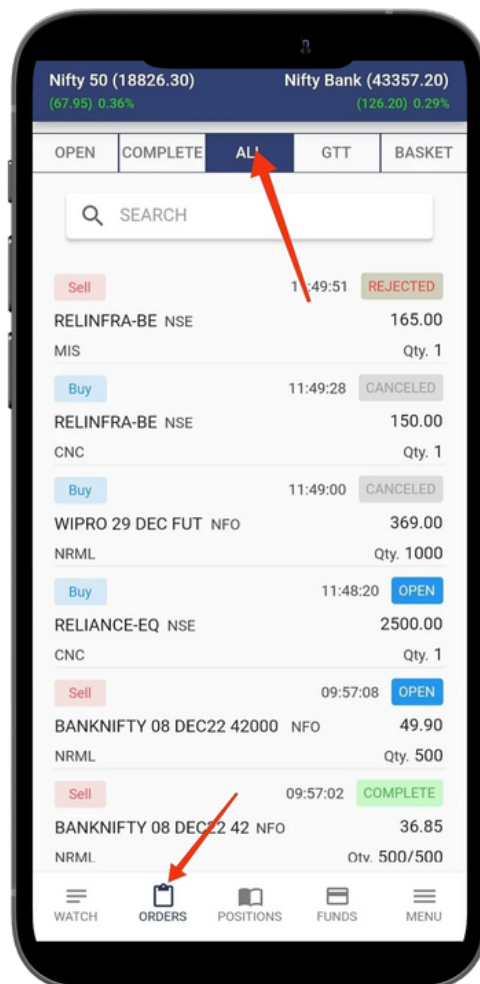 Nifty 50 (18826.30) Nifty Bank (43357.20)
(67.95) 0.36% (126.20) 0.29%
OPEN COMPLETE ALL GTT BASKET
SEARCH
Sell :49:51 REJECTED
RELINFRA-BE NSE 165.00
MIS Qty. 1
Buy 11:49:28 CANCELED
RELINFRA-BE NSE 150.00
CNC Qty. 1
Buy 11:49:00 CANCELED
WIPRO 29 DEC FUT NFO 369.00
NRML Qty. 1000
Buy 11:48:20 OPEN
RELIANCE-EQ NSE 2500.00
CNC Qty. 1
Sell 09:57:08 OPEN
BANKNIFTY 08 DEC22 42000 NFO 49.90
NRML Qty. 500
Sell 09:57:02 COMPLETE
BANKNIFTY 08 DEC22 42 NFO 36.85
NRML Qty. 500/500
WATCH ORDERS POSITIONS FUNDS MENU